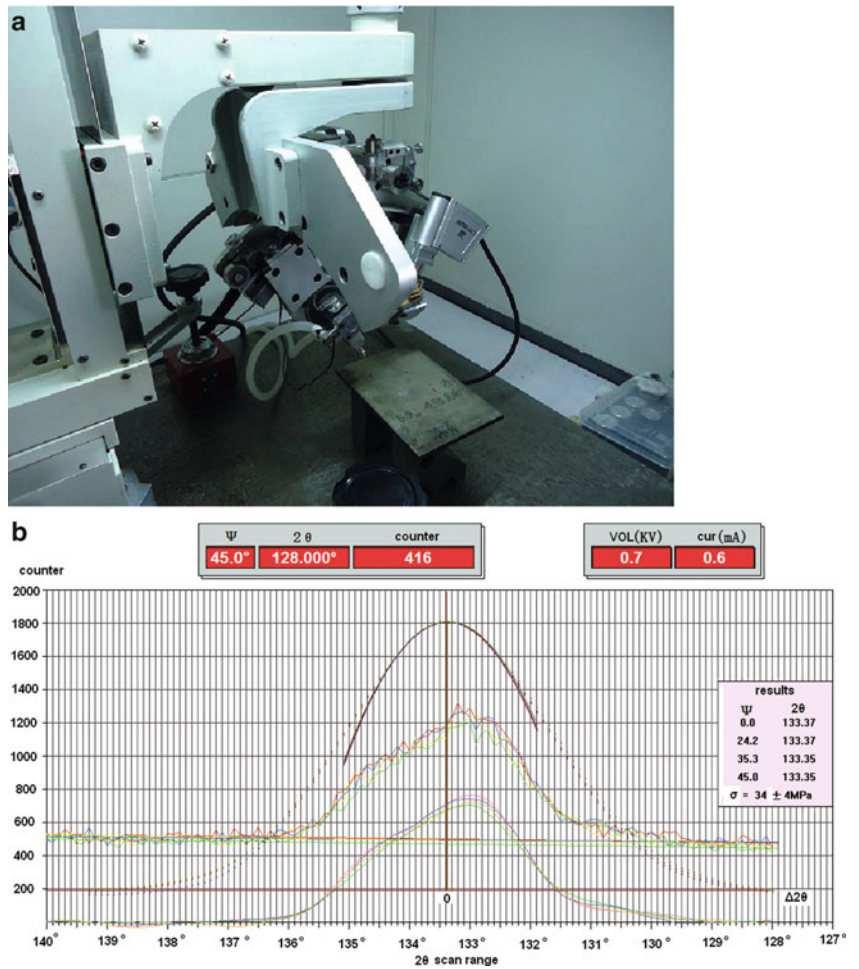 a
b
Ψ 2 θ counter
45.0° 128.000° 416
VOL(KV) cur(mA)
0.7 0.6
counter
2000
1800
1600
1400
1200
1000
800
600
400
200
results
Ψ 2θ
0.0 133.37
24.2 133.37
35.3 133.35
45.0 133.35
σ = 34 ± 4MPa
0
Δ2θ
140° 139° 138° 137° 136° 135° 134° 133° 132° 131° 130° 129° 128° 127°
2θ scan range